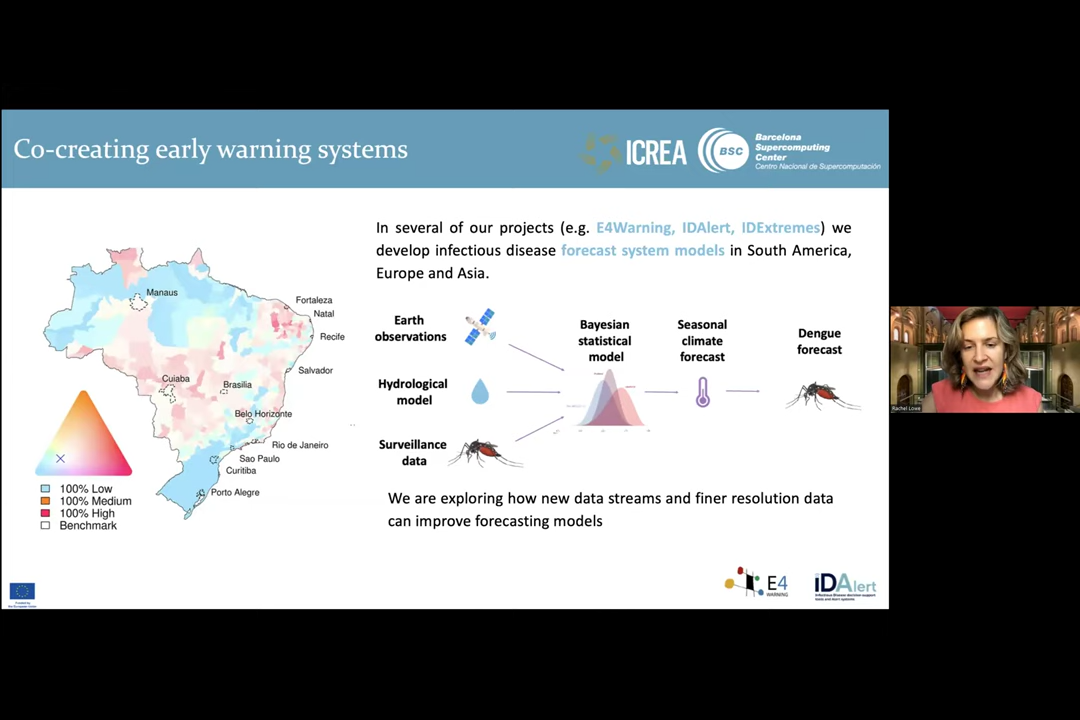 Co-creating early warning systems
ICREA
BSC
Barcelona
Supercomputing
Center
Centro Nacional de Supercomputación
In several of our projects (e.g. E4Warning, IDAlert, IDExtremes) we
develop infectious disease forecast system models in South America,
Europe and Asia.
Manaus
Fortaleza
Natal
Recife
Salvador
Cuiaba
Brasilia
Belo Horizonte
Rio de Janeiro
Sao Paulo
Curitiba
Porto Alegre
100% Low
100% Medium
100% High
Benchmark
Earth
observations
Hydrological
model
Surveillance
data
Bayesian
statistical
model
Seasonal
climate
forecast
Dengue
forecast
We are exploring how new data streams and finer resolution data
can improve forecasting models
E4
WARNING
IDAlert
Rachel Lowe